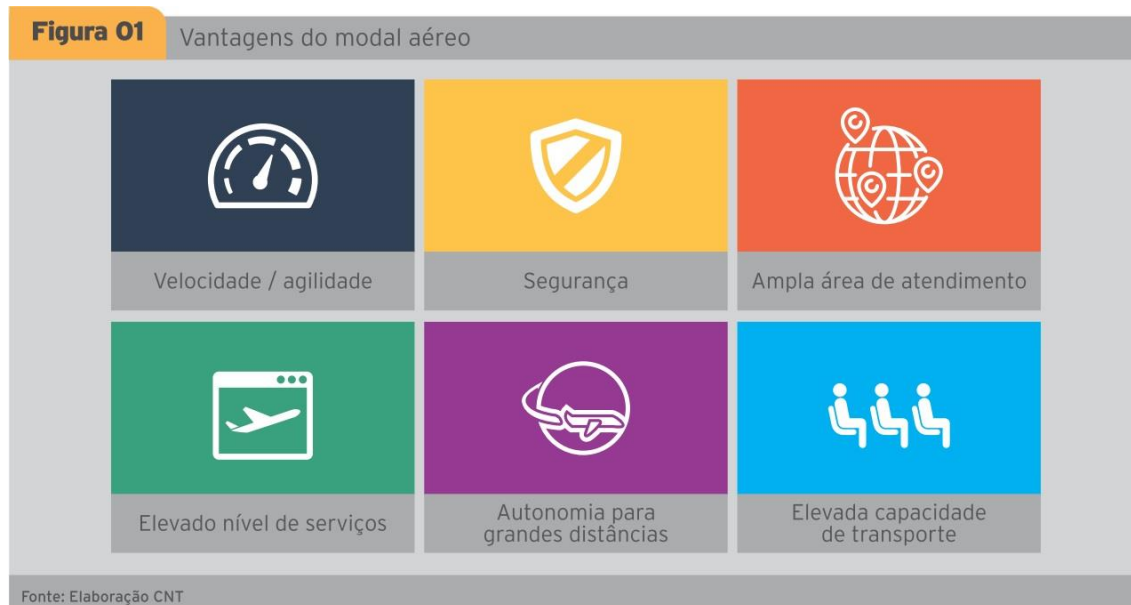 Figura 01
Vantagens do modal aéreo
Velocidade / agilidade
Segurança
Ampla área de atendimento
Elevado nível de serviços
Autonomia para
grandes distâncias
Elevada capacidade
de transporte
Fonte: Elaboração CNT